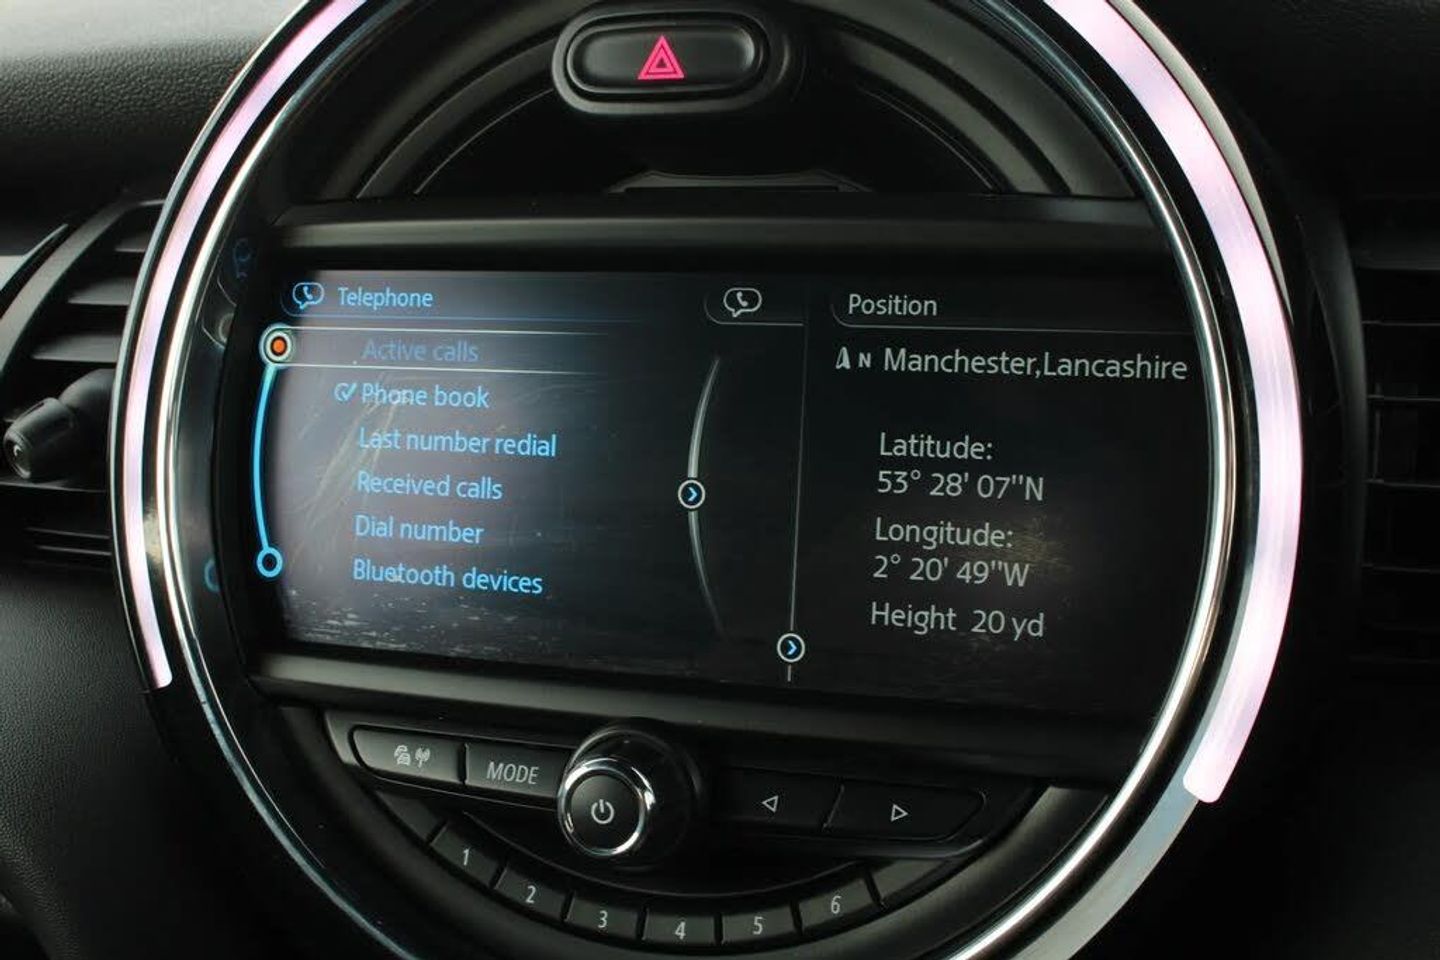 Telephone
Active calls
Phone book
Last number redial
Received calls
Dial number
Bluetooth devices
Position
N Manchester,Lancashire
Latitude:
53° 28' 07"N
Longitude:
2° 20' 49"W
Height 20 yd
MODE
1 2 3 4 5 6